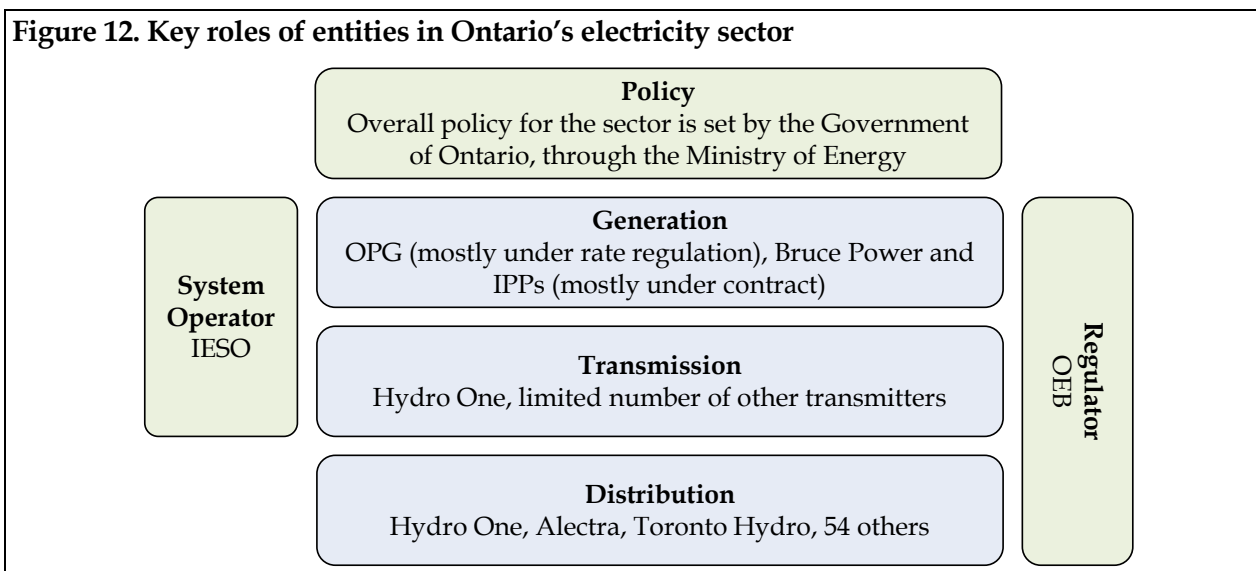 Figure 12. Key roles of entities in Ontario’s electricity sector
Policy
Overall policy for the sector is set by the Government
of Ontario, through the Ministry of Energy
System
Operator
IESO
Generation
OPG (mostly under rate regulation), Bruce Power and
IPPs (mostly under contract)
Transmission
Hydro One, limited number of other transmitters
Distribution
Hydro One, Alectra, Toronto Hydro, 54 others
Regulator
OEB